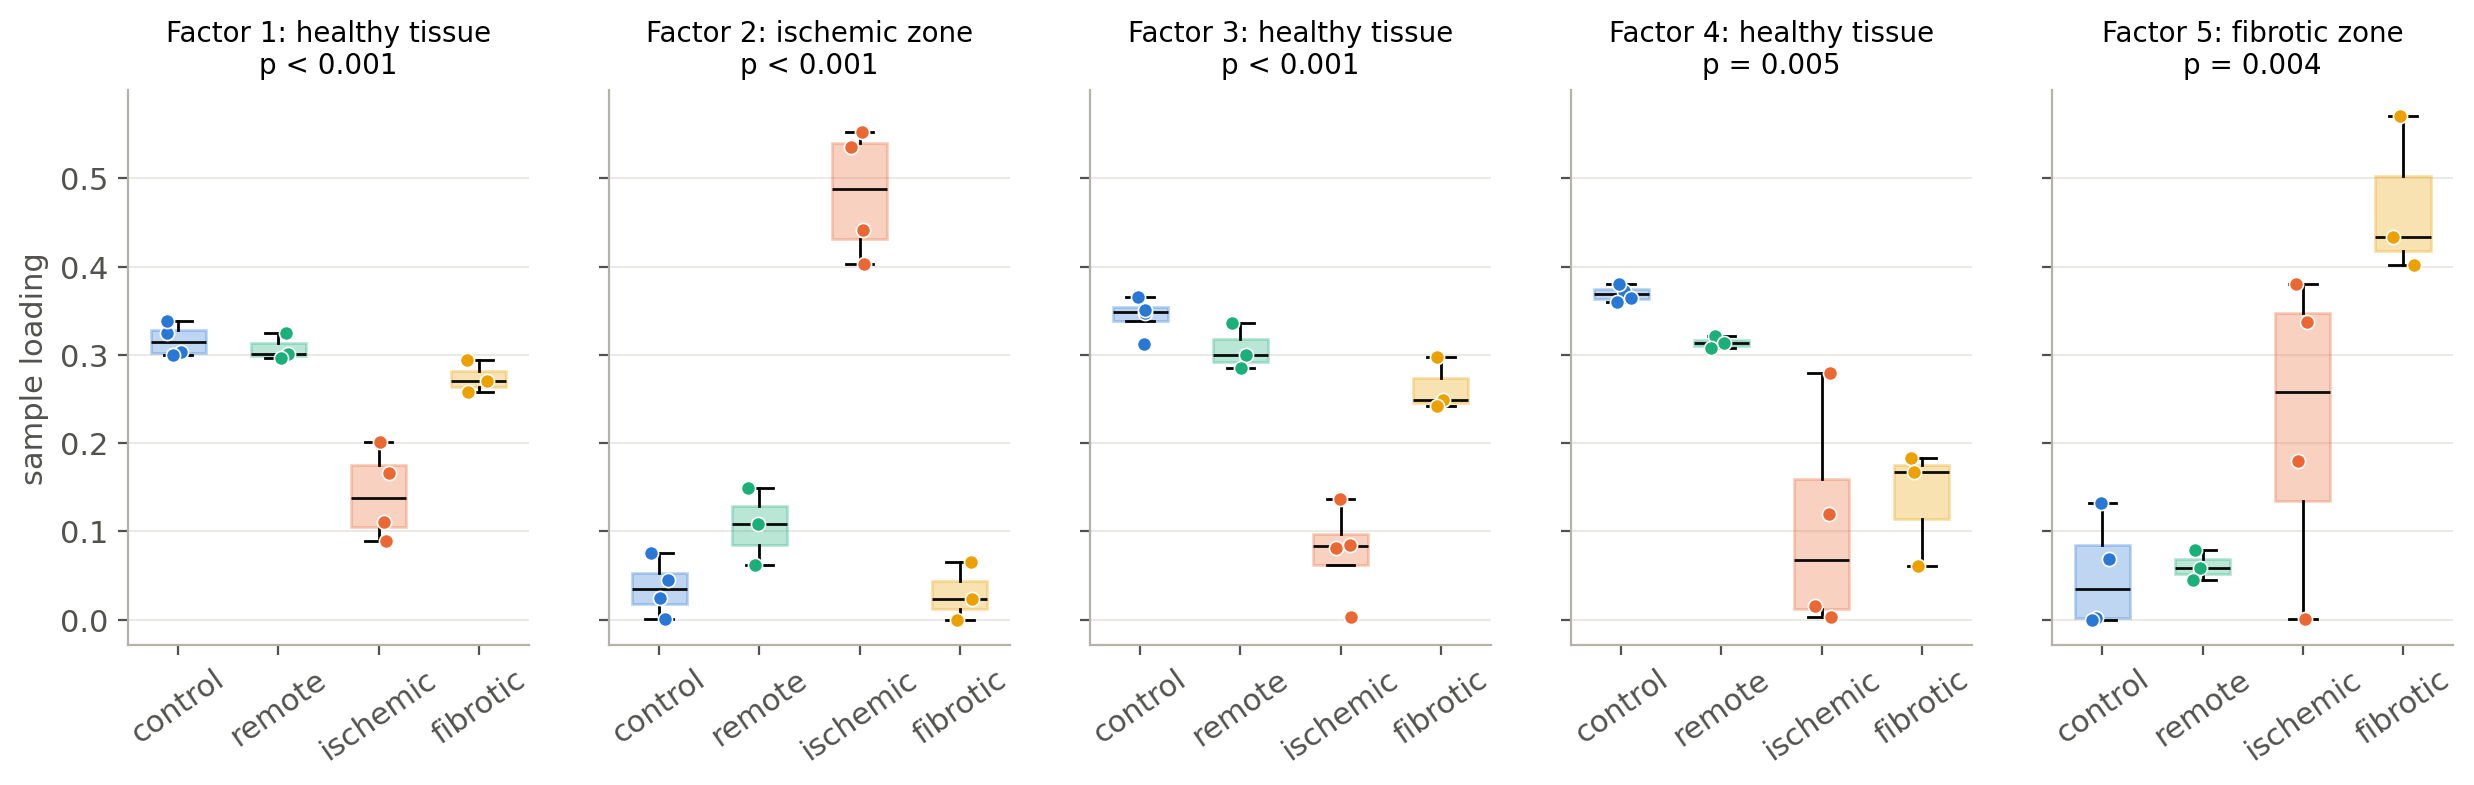 Factor 1: healthy tissue
p < 0.001
Factor 2: ischemic zone
p < 0.001
Factor 3: healthy tissue
p < 0.001
Factor 4: healthy tissue
p = 0.005
Factor 5: fibrotic zone
p = 0.004
sample loading
0.5
0.4
0.3
0.2
0.1
0.0
control
remote
ischemic
fibrotic
control
remote
ischemic
fibrotic
control
remote
ischemic
fibrotic
control
remote
ischemic
fibrotic
control
remote
ischemic
fibrotic